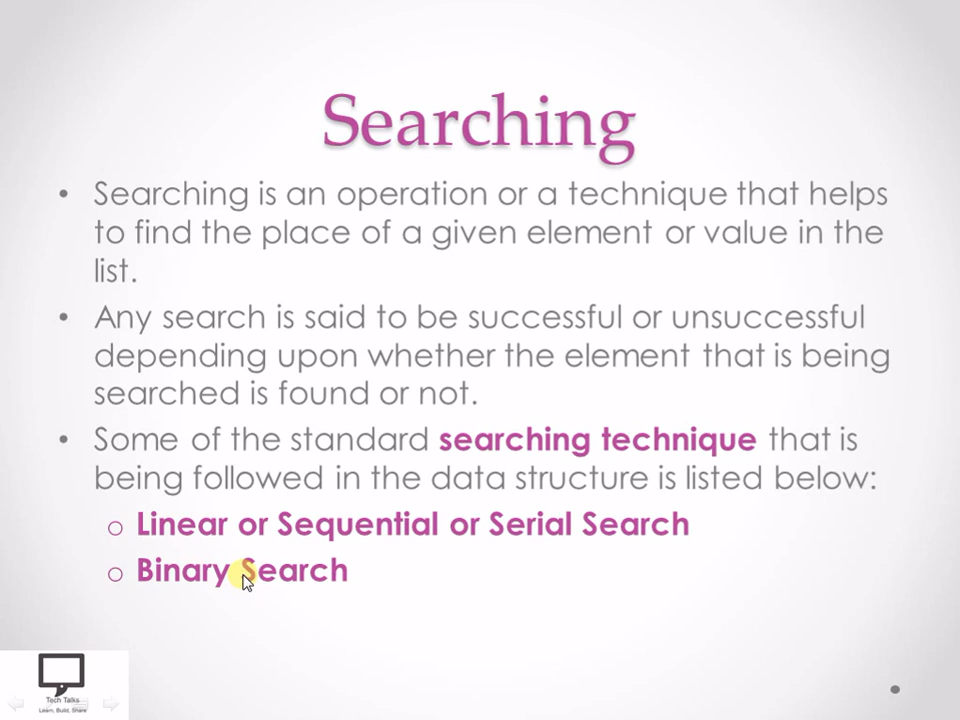 Searching
• Searching is an operation or a technique that helps
to find the place of a given element or value in the
list.
• Any search is said to be successful or unsuccessful
depending upon whether the element that is being
searched is found or not.
• Some of the standard searching technique that is
being followed in the data structure is listed below:
o Linear or Sequential or Serial Search
o Binary Search
Tech Talks
Learn, Build, Share